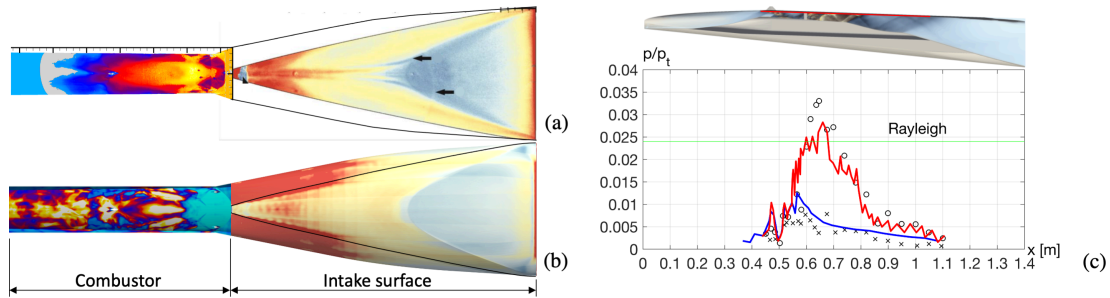 (a)
(b)
Combustor
Intake surface
p/pt
0.04
0.035
0.03
0.025
0.02
0.015
0.01
0.005
0
Rayleigh
0 0.1 0.2 0.3 0.4 0.5 0.6 0.7 0.8 0.9 1 1.1 1.2 1.3 1.4
x [m]
(c)